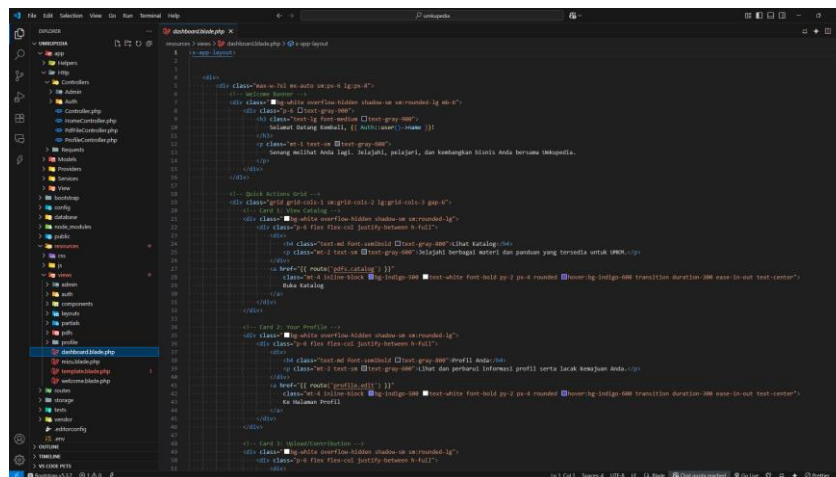 File Edit Selection View Go Run Terminal Help
umkupedia
EXPLORER
UMKUPEDIA
app
Helpers
Http
Controllers
Admin
Auth
Controller.php
HomeController.php
PdfFileController.php
ProfileController.php
Requests
Models
Providers
Services
View
bootstrap
config
database
node_modules
public
resources
css
js
views
admin
auth
components
layouts
partials
pdfs
profile
dashboard.blade.php
template.blade.php
welcome.blade.php
routes
storage
tests
vendor
.editorconfig
.env
OUTLINE
TIMELINE
VS CODE PETS
dashboard.blade.php
resources > views > dashboard.blade.php > x-app-layout
<x-app-layout>
<div>
<div class="max-w-7xl mx-auto sm:px-6 lg:px-8">
<!-- Welcome Banner -->
<div class="bg-white overflow-hidden shadow-sm sm:rounded-lg mb-6">
<div class="p-6 text-gray-900">
<h3 class="text-lg font-medium text-gray-900">
Selamat Datang Kembali, {{ Auth::user()->name }}!
</h3>
<p class="mt-1 text-sm text-gray-600">
Senang melihat Anda lagi. Jelajahi, pelajari, dan kembangkan bisnis Anda bersama Umkupedia.
</p>
</div>
</div>
<!-- Quick Actions Grid -->
<div class="grid grid-cols-1 sm:grid-cols-2 lg:grid-cols-3 gap-6">
<!-- Card 1: View Catalog -->
<div class="bg-white overflow-hidden shadow-sm sm:rounded-lg">
<div class="p-6 flex flex-col justify-between h-full">
<div>
<h4 class="text-md font-semibold text-gray-800">Lihat Katalog</h4>
<p class="mt-2 text-sm text-gray-600">Jelajahi berbagai materi dan panduan yang tersedia untuk UMKM.</p>
</div>
<a href="{{ route('pdfs.catalog') }}"
class="mt-4 inline-block bg-indigo-500 text-white font-bold py-2 px-4 rounded hover:bg-indigo-600 transition duration-300 ease-in-out text-center">
Buka Katalog
</a>
</div>
</div>
<!-- Card 2: Your Profile -->
<div class="bg-white overflow-hidden shadow-sm sm:rounded-lg">
<div class="p-6 flex flex-col justify-between h-full">
<div>
<h4 class="text-md font-semibold text-gray-800">Profil Anda</h4>
<p class="mt-2 text-sm text-gray-600">Lihat dan perbarui informasi profil serta lacak kemajuan Anda.</p>
</div>
<a href="{{ route('profile.edit') }}"
class="mt-4 inline-block bg-indigo-500 text-white font-bold py-2 px-4 rounded hover:bg-indigo-600 transition duration-300 ease-in-out text-center">
Ke Halaman Profil
</a>
</div>
</div>
<!-- Card 3: Upload/Contribution -->
<div class="bg-white overflow-hidden shadow-sm sm:rounded-lg">
<div class="p-6 flex flex-col justify-between h-full">
<div>
Ln 1, Col 1 Spaces: 4 UTF-8 LF Blade Chat quota reached Go Live Prettier